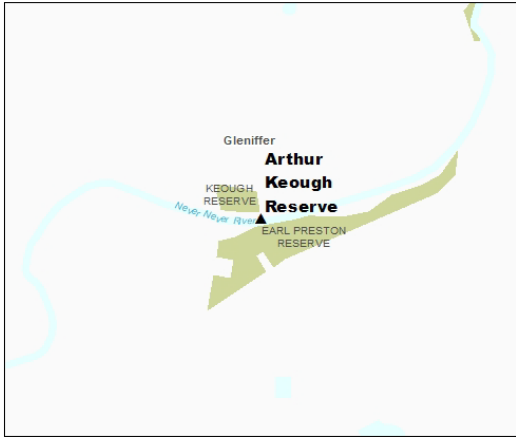 Gleniffer
Arthur
Keough
Reserve
KEOUGH
RESERVE
Never Never River
EARL PRESTON
RESERVE